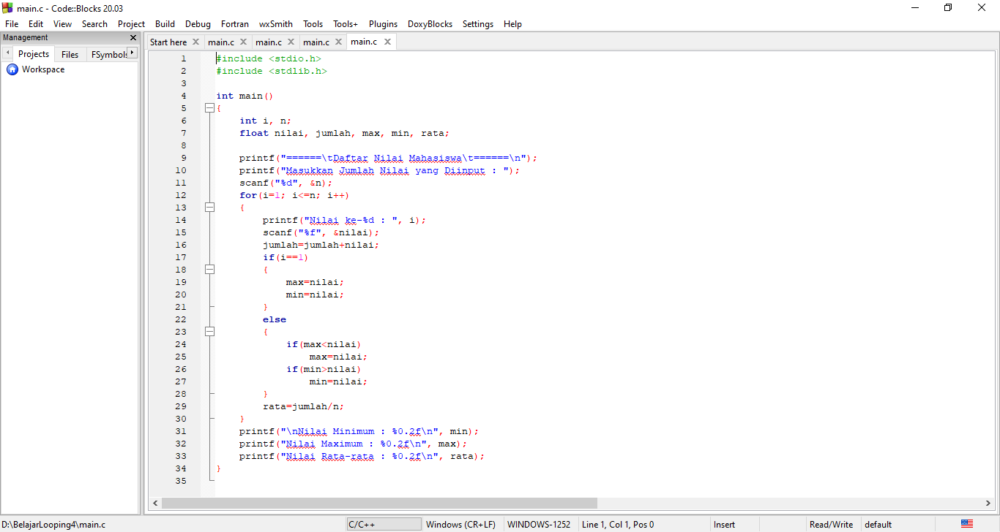 main.c - Code::Blocks 20.03
File Edit View Search Project Build Debug Fortran wxSmith Tools Tools+ Plugins DoxyBlocks Settings Help
Management
Projects Files FSymbols
Workspace
Start here main.c main.c main.c main.c
1 #include <stdio.h>
2 #include <stdlib.h>
3
4 int main()
5 {
6     int i, n;
7     float nilai, jumlah, max, min, rata;
8
9     printf("======\tDaftar Nilai Mahasiswa\t======\n");
10     printf("Masukkan Jumlah Nilai yang Diinput : ");
11     scanf("%d", &n);
12     for(i=1; i<=n; i++)
13     {
14         printf("Nilai ke-%d : ", i);
15         scanf("%f", &nilai);
16         jumlah=jumlah+nilai;
17         if(i==1)
18         {
19             max=nilai;
20             min=nilai;
21         }
22         else
23         {
24             if(max<nilai)
25                 max=nilai;
26             if(min>nilai)
27                 min=nilai;
28         }
29         rata=jumlah/n;
30     }
31     printf("\nNilai Minimum : %0.2f\n", min);
32     printf("Nilai Maximum : %0.2f\n", max);
33     printf("Nilai Rata-rata : %0.2f\n", rata);
34 }
35
D:\BelajarLooping4\main.c C/C++ Windows (CR+LF) WINDOWS-1252 Line 1, Col 1, Pos 0 Insert Read/Write default